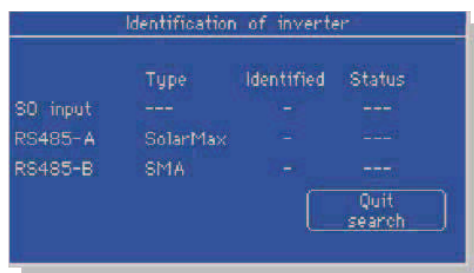 Identification of inverter
Type Identified Status
S0 input --- - ---
RS485-A SolarMax - ---
RS485-B SMA - ---
Quit
search